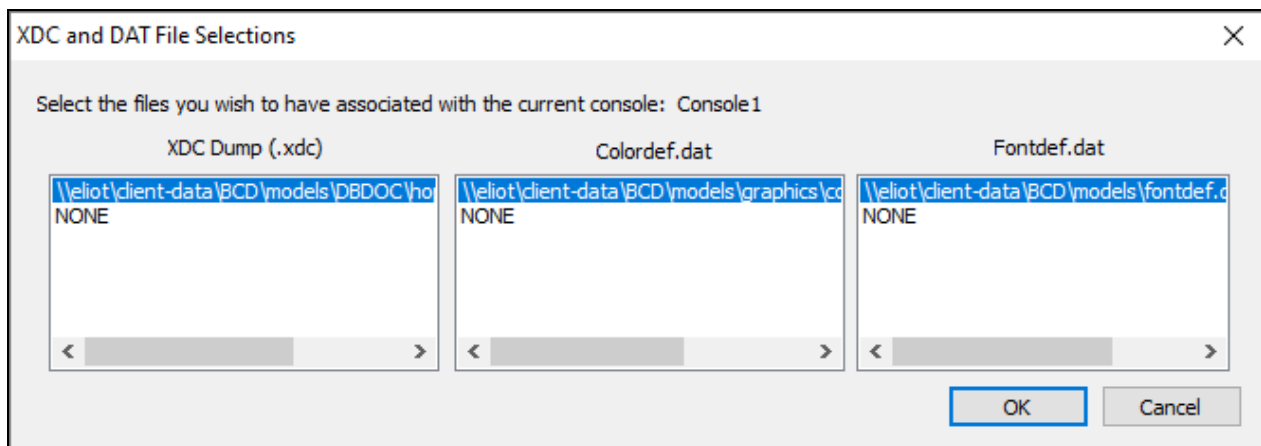 XDC and DAT File Selections
Select the files you wish to have associated with the current console: Console1
XDC Dump (.xdc)
Colordef.dat
Fontdef.dat
\\eliot\client-data\BCD\models\DBDOC\ho
NONE
\\eliot\client-data\BCD\models\graphics\co
NONE
\\eliot\client-data\BCD\models\fontdef.d
NONE
OK
Cancel